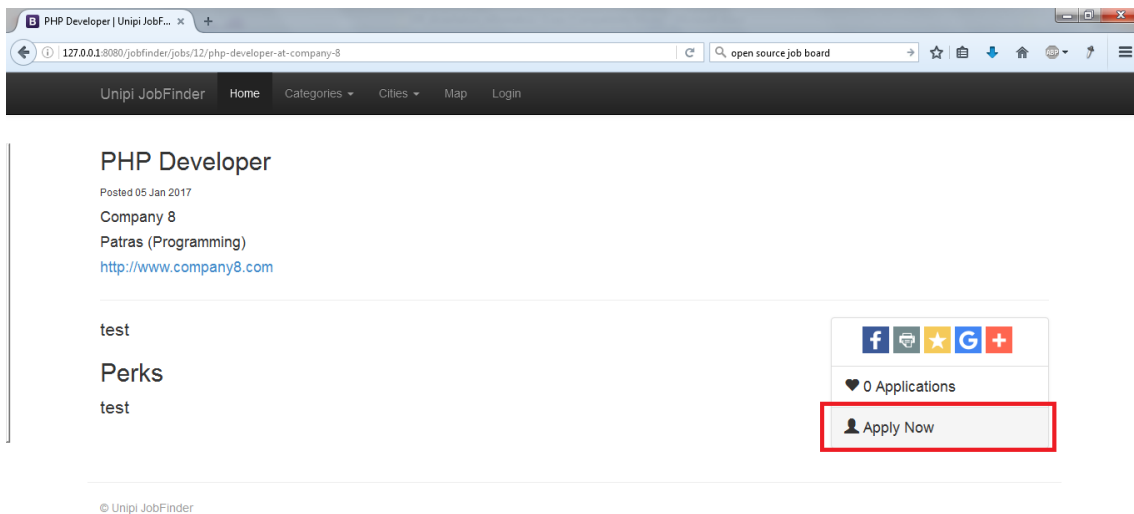 PHP Developer | Unipi JobF... × +
127.0.0.1:8080/jobfinder/jobs/12/php-developer-at-company-8 open source job board ABP
Unipi JobFinder Home Categories Cities Map Login
PHP Developer
Posted 05 Jan 2017
Company 8
Patras (Programming)
http://www.company8.com
test
Perks
test
0 Applications
Apply Now
© Unipi JobFinder